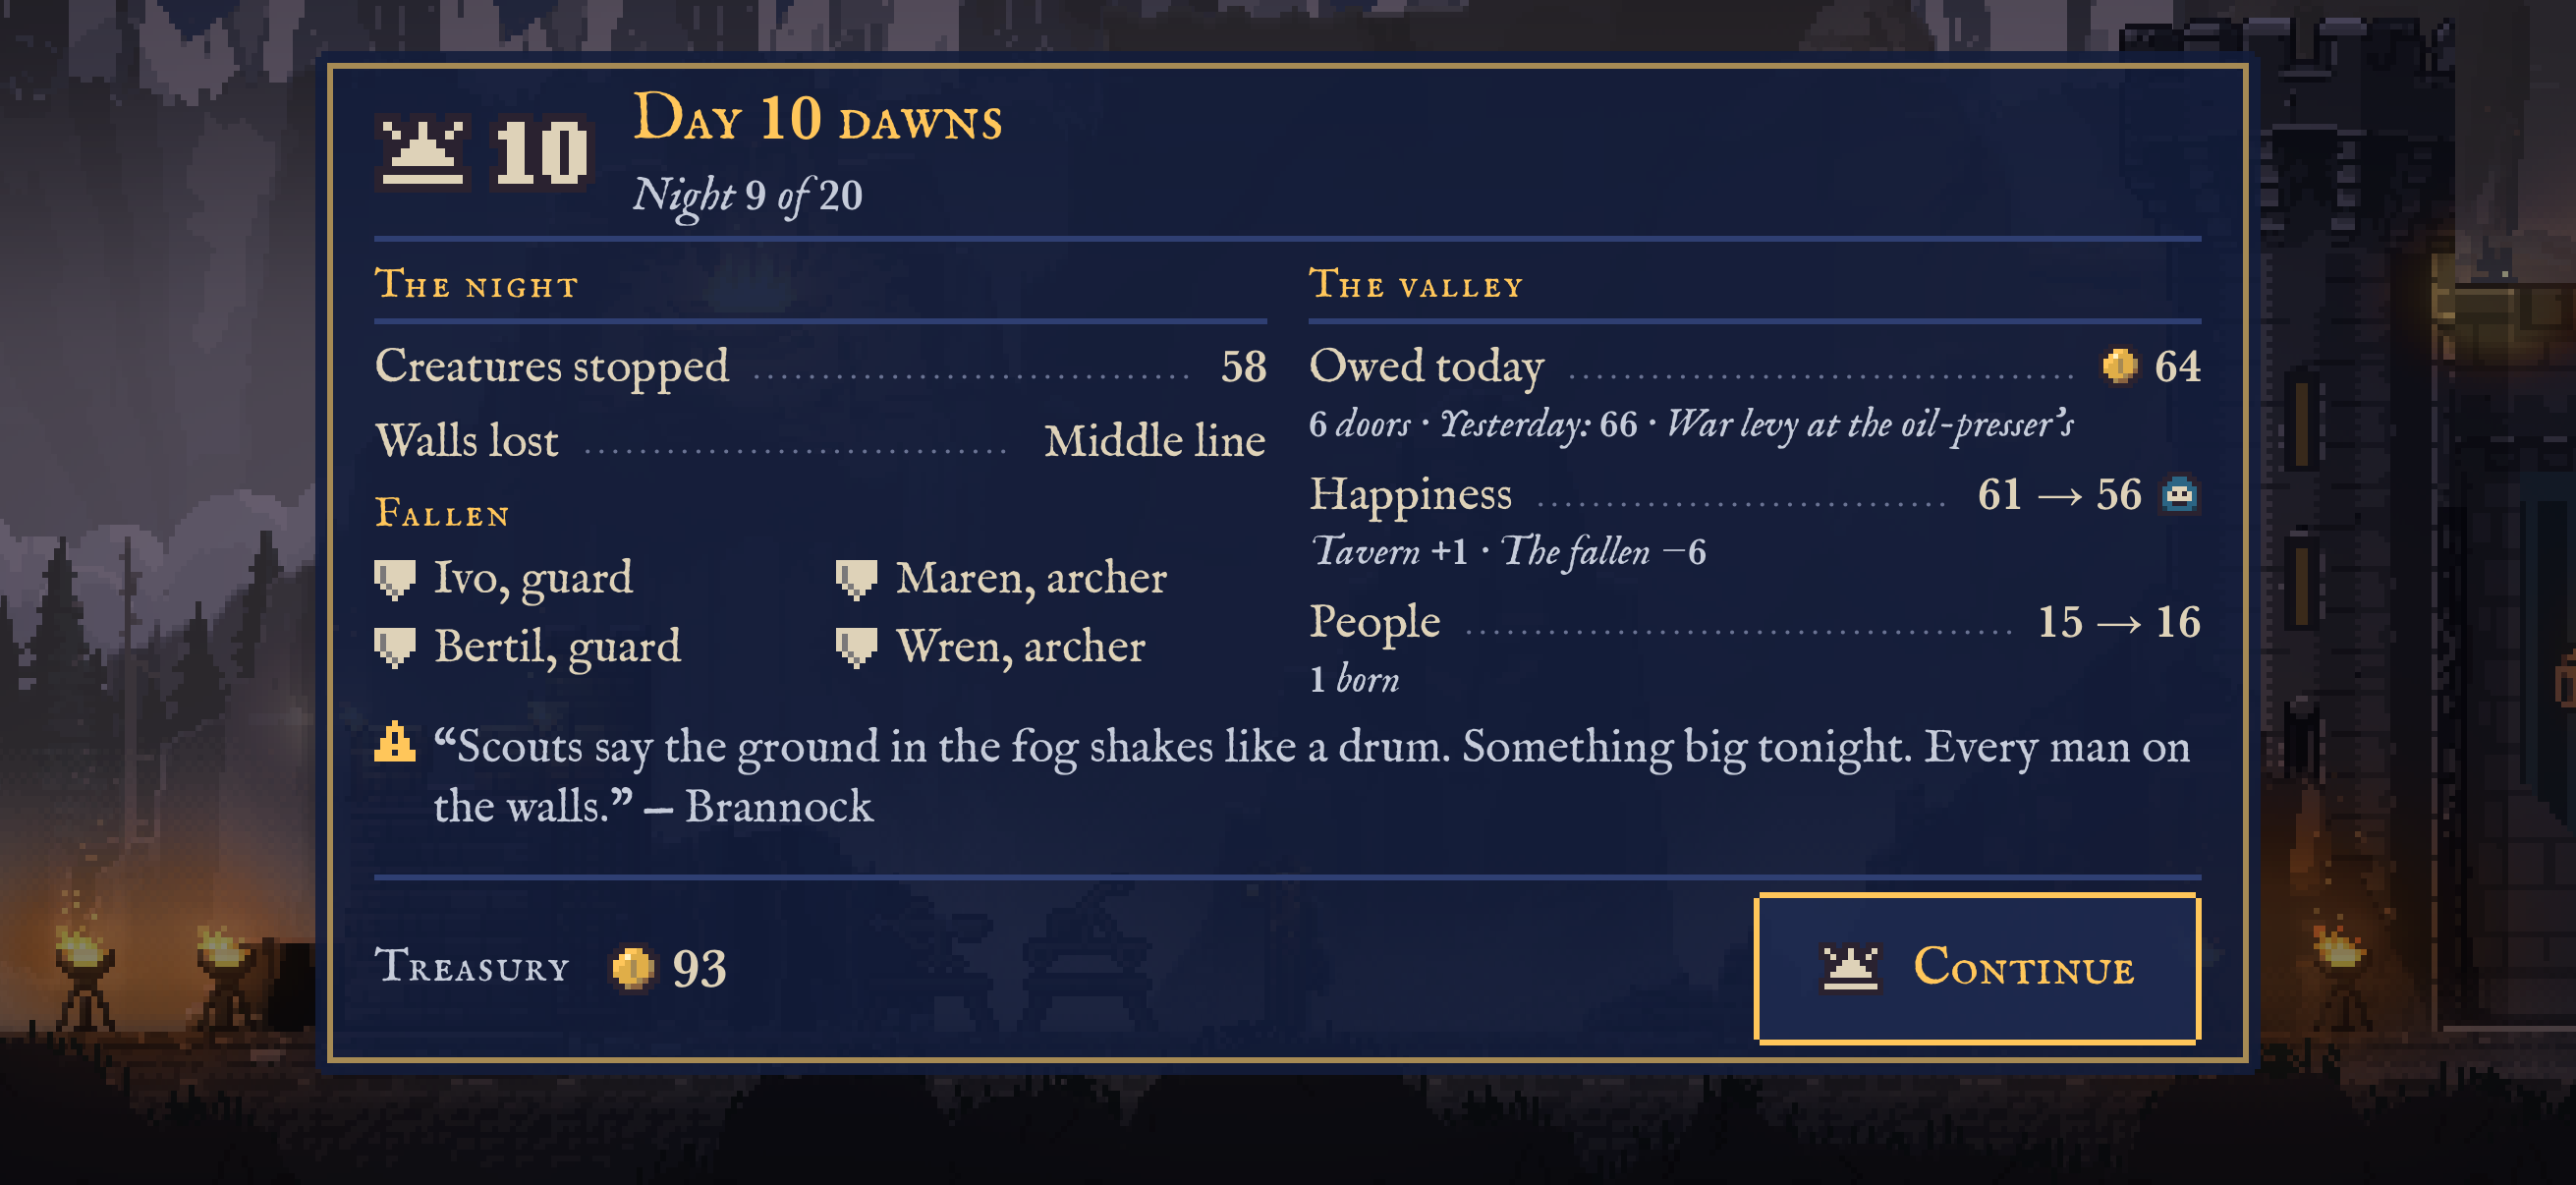 10
Day 10 dawns
Night 9 of 20
The night
Creatures stopped 58
Walls lost Middle line
Fallen
Ivo, guard Maren, archer
Bertil, guard Wren, archer
The valley
Owed today 64
6 doors · Yesterday: 66 · War levy at the oil-presser’s
Happiness 61 → 56
Tavern +1 · The fallen −6
People 15 → 16
1 born
“Scouts say the ground in the fog shakes like a drum. Something big tonight. Every man on
the walls.” — Brannock
Treasury 93
Continue